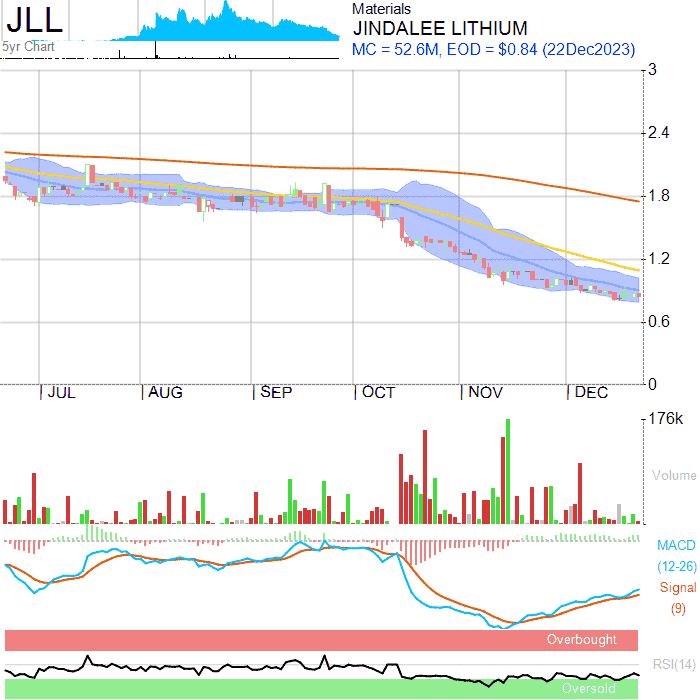 JLL
5yr Chart
Materials
JINDALEE LITHIUM
MC = 52.6M, EOD = $0.84 (22Dec2023)
3
2.4
1.8
1.2
0.6
0
JUL AUG SEP OCT NOV DEC
176k
Volume
MACD
(12-26)
Signal
(9)
Overbought
RSI(14)
Oversold